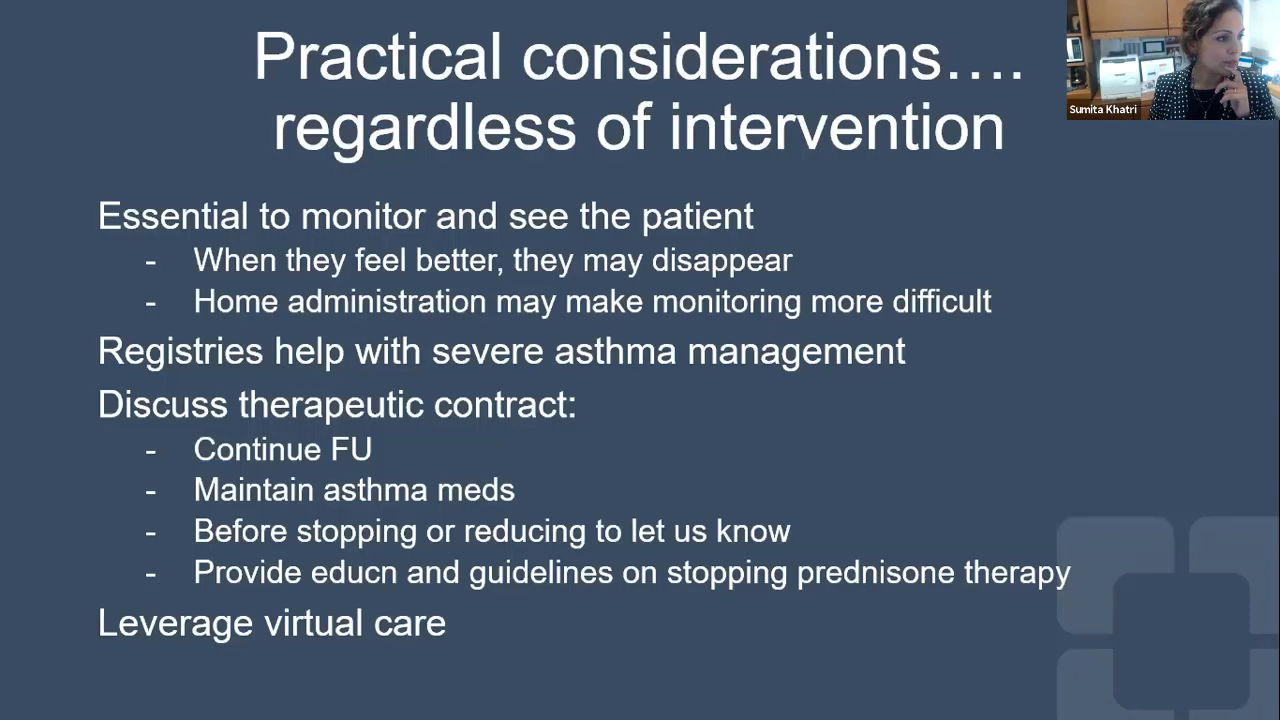 Practical considerations….
regardless of intervention
Sumita Khatri
Essential to monitor and see the patient
- When they feel better, they may disappear
- Home administration may make monitoring more difficult
Registries help with severe asthma management
Discuss therapeutic contract:
- Continue FU
- Maintain asthma meds
- Before stopping or reducing to let us know
- Provide educn and guidelines on stopping prednisone therapy
Leverage virtual care